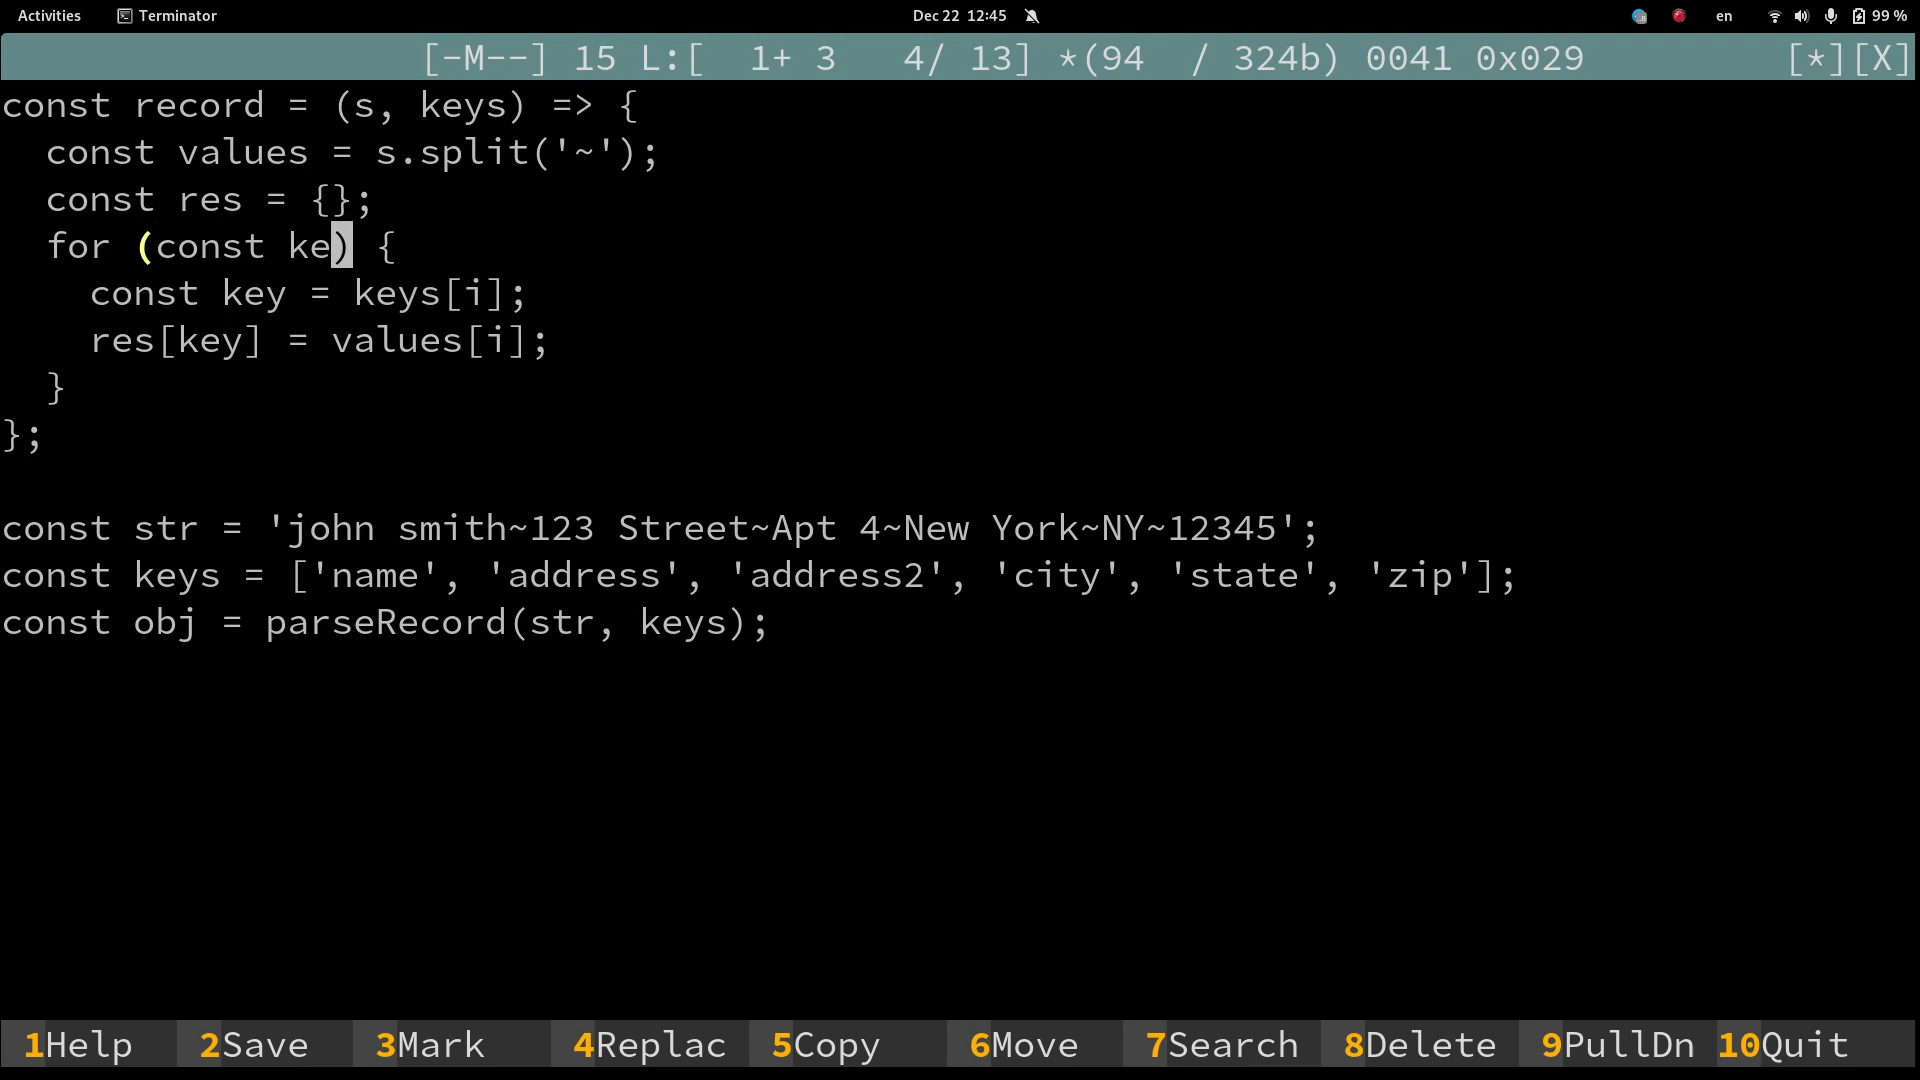 Activities Terminator Dec 22 12:45 en 99 %
[-M--] 15 L:[ 1+ 3 4/ 13] *(94 / 324b) 0041 0x029 [*][X]
const record = (s, keys) => {
  const values = s.split('~');
  const res = {};
  for (const ke) {
    const key = keys[i];
    res[key] = values[i];
  }
};
const str = 'john smith~123 Street~Apt 4~New York~NY~12345';
const keys = ['name', 'address', 'address2', 'city', 'state', 'zip'];
const obj = parseRecord(str, keys);
1Help 2Save 3Mark 4Replac 5Copy 6Move 7Search 8Delete 9PullDn 10Quit